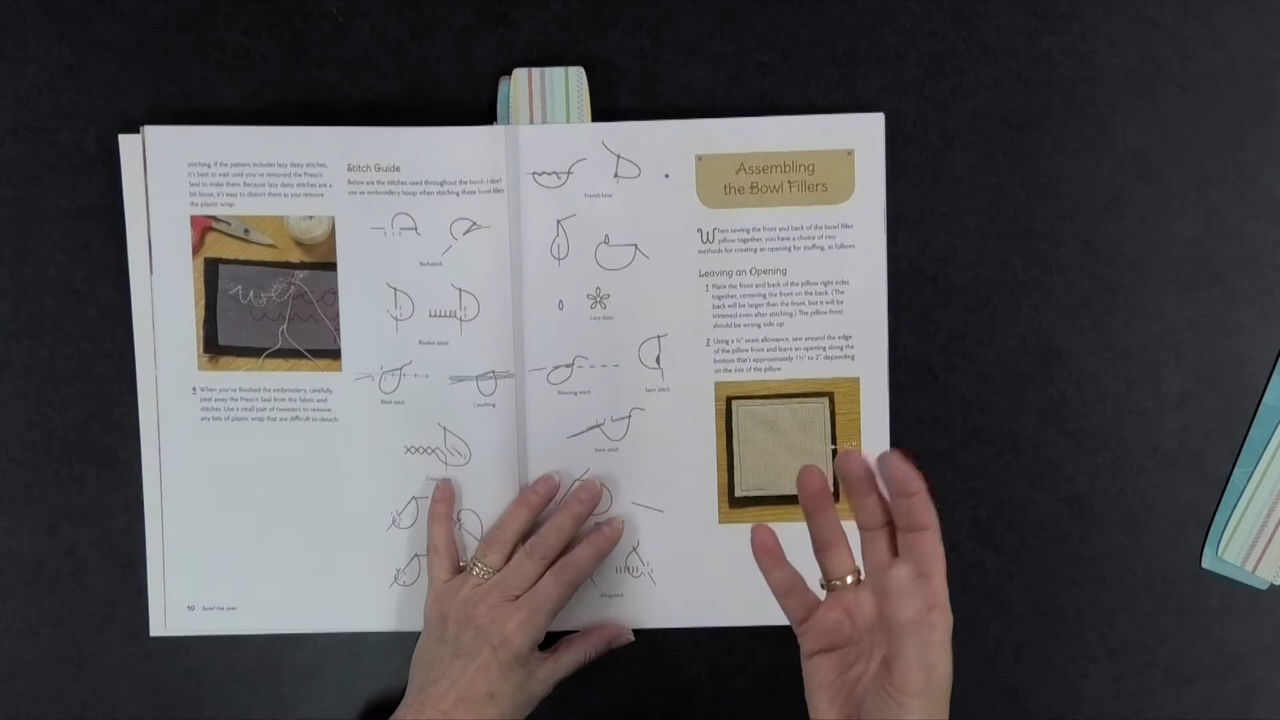 stitching. If the pattern includes lazy daisy stitches,
it's best to wait until you've removed the Press'n
Seal to make them. Because lazy daisy stitches are a
bit loose, it's easy to distort them as you remove
the plastic wrap.
4 When you've finished the embroidery, carefully
peel away the Press'n Seal from the fabric and
stitches. Use a small pair of tweezers to remove
any bits of plastic wrap that are difficult to detach.
10 bowl me over
Stitch Guide
Below are the stitches used throughout the book. I don't
use an embroidery hoop when stitching these bowl fillers
Backstitch
Blanket stitch
Blind stitch
Couching
French knot
Lazy daisy
Running stitch
Satin stitch
Stem stitch
Whipstitch
Assembling
the Bowl Fillers
When sewing the front and back of the bowl filler
pillow together, you have a choice of two
methods for creating an opening for stuffing, as follows.
Leaving an Opening
1 Place the front and back of the pillow right sides
together, centering the front on the back. (The
back will be larger than the front, but it will be
trimmed even after stitching.) The pillow front
should be wrong side up.
2 Using a ¼" seam allowance, sew around the edge
of the pillow front and leave an opening along the
bottom that's approximately 1½" to 2", depending
on the size of the pillow.